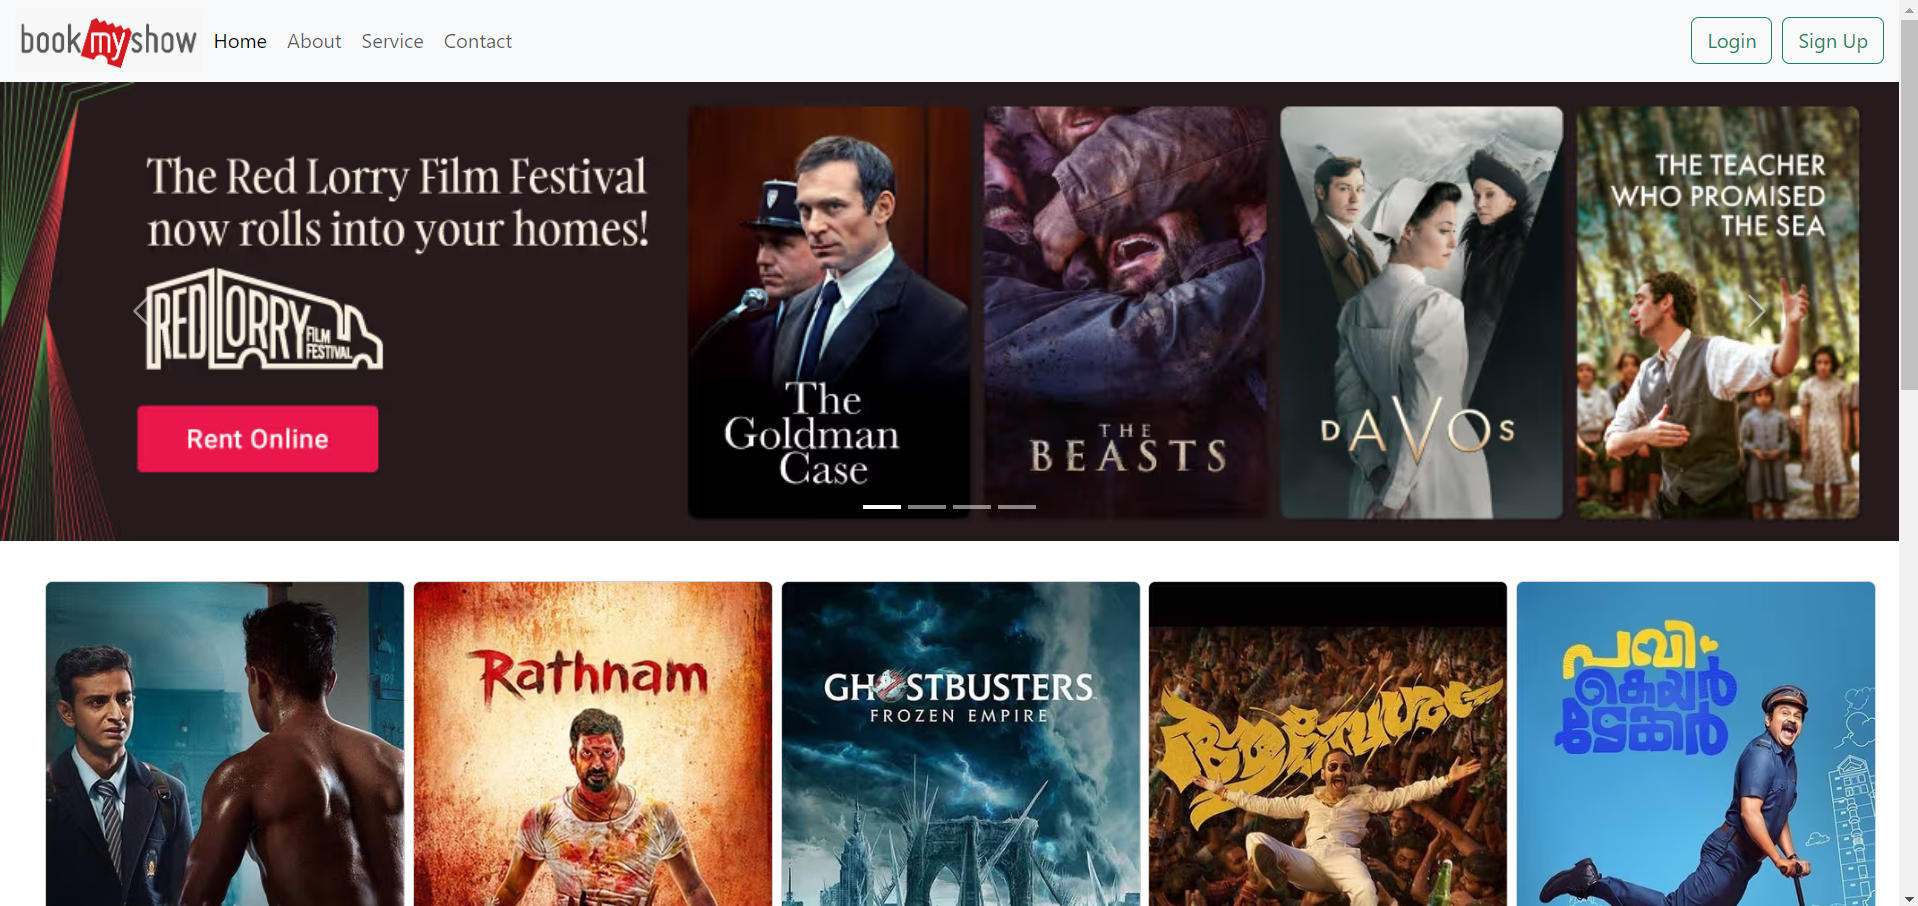 bookmyshow
Home
About
Service
Contact
Login
Sign Up
The Red Lorry Film Festival
now rolls into your homes!
RED LORRY FILM
FESTIVAL
Rent Online
The
Goldman
Case
THE
BEASTS
DAVOS
THE TEACHER
WHO PROMISED
THE SEA
Rathnam
GHOSTBUSTERS
FROZEN EMPIRE
ആവേശം
പവി
കെയർ
ടേക്കർ